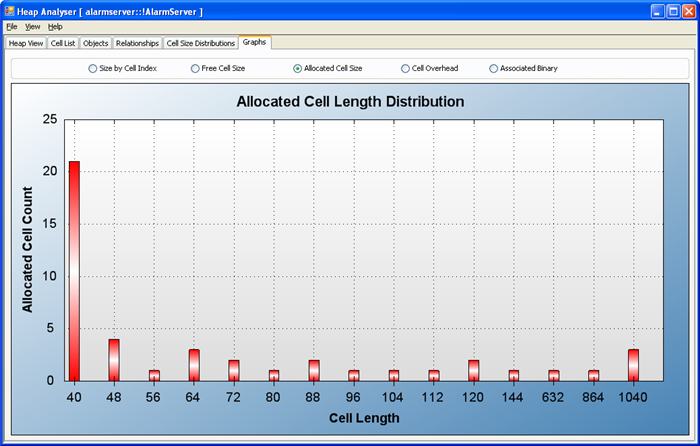 Heap Analyser [ alarmserver::!AlarmServer ]
File View Help
Heap View Cell List Objects Relationships Cell Size Distributions Graphs
Size by Cell Index Free Cell Size Allocated Cell Size Cell Overhead Associated Binary
Allocated Cell Length Distribution
Allocated Cell Count
25
20
15
10
5
0
40 48 56 64 72 80 88 96 104 112 120 144 632 864 1040
Cell Length